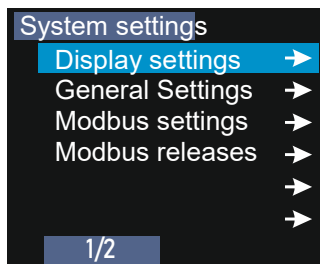 System settings
Display settings
General Settings
Modbus settings
Modbus releases
1/2